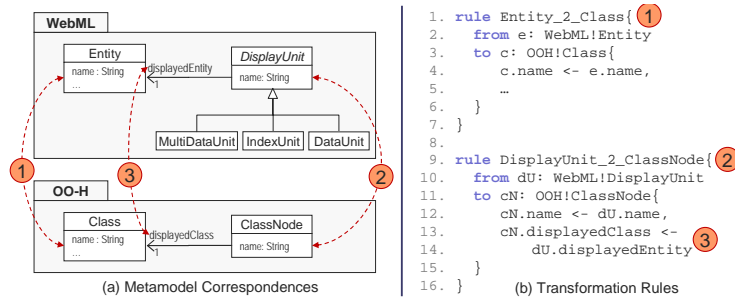 WebML
Entity
name : String
...
displayedEntity
1
DisplayUnit
name: String
MultiDataUnit
IndexUnit
DataUnit
1
3
2
OO-H
Class
name : String
...
displayedClass
1
ClassNode
name: String
(a) Metamodel Correspondences
1. rule Entity_2_Class{
1
2. from e: WebML!Entity
3. to c: OOH!Class{
4. c.name <- e.name,
5. …
6. }
7. }
8.
9. rule DisplayUnit_2_ClassNode{
2
10. from dU: WebML!DisplayUnit
11. to cN: OOH!ClassNode{
12. cN.name <- dU.name,
13. cN.displayedClass <-
14. dU.displayedEntity
3
15. }
16. }
(b) Transformation Rules